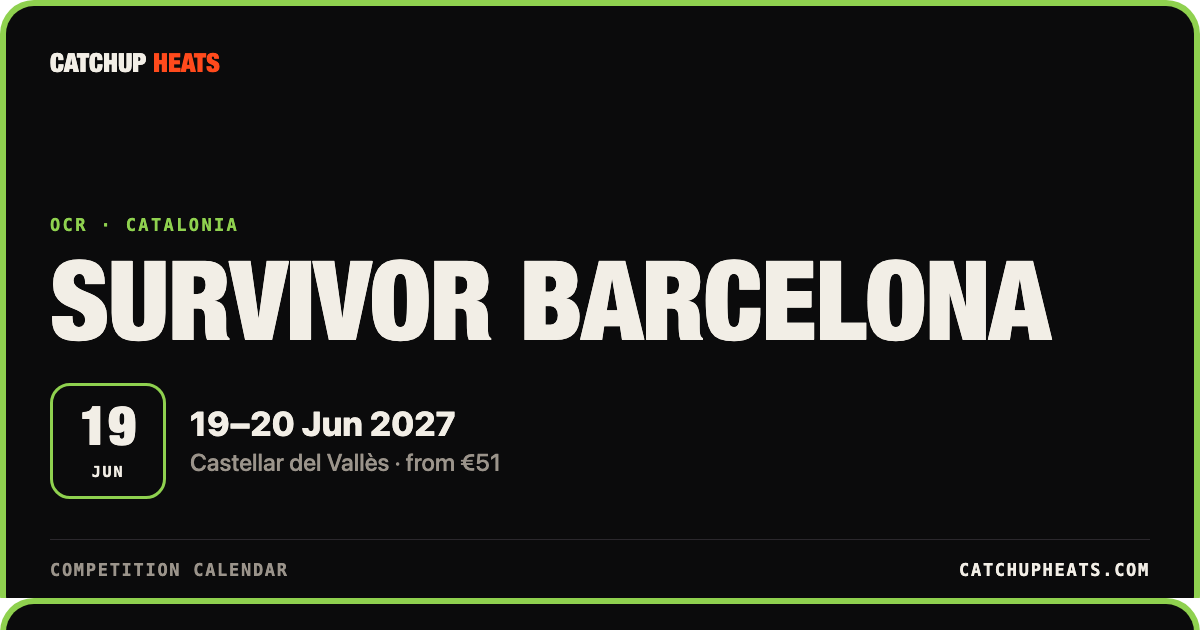 CATCHUP HEATS
OCR · CATALONIA
SURVIVOR BARCELONA
19
JUN
19–20 Jun 2027
Castellar del Vallès · from €51
COMPETITION CALENDAR
CATCHUPHEATS.COM